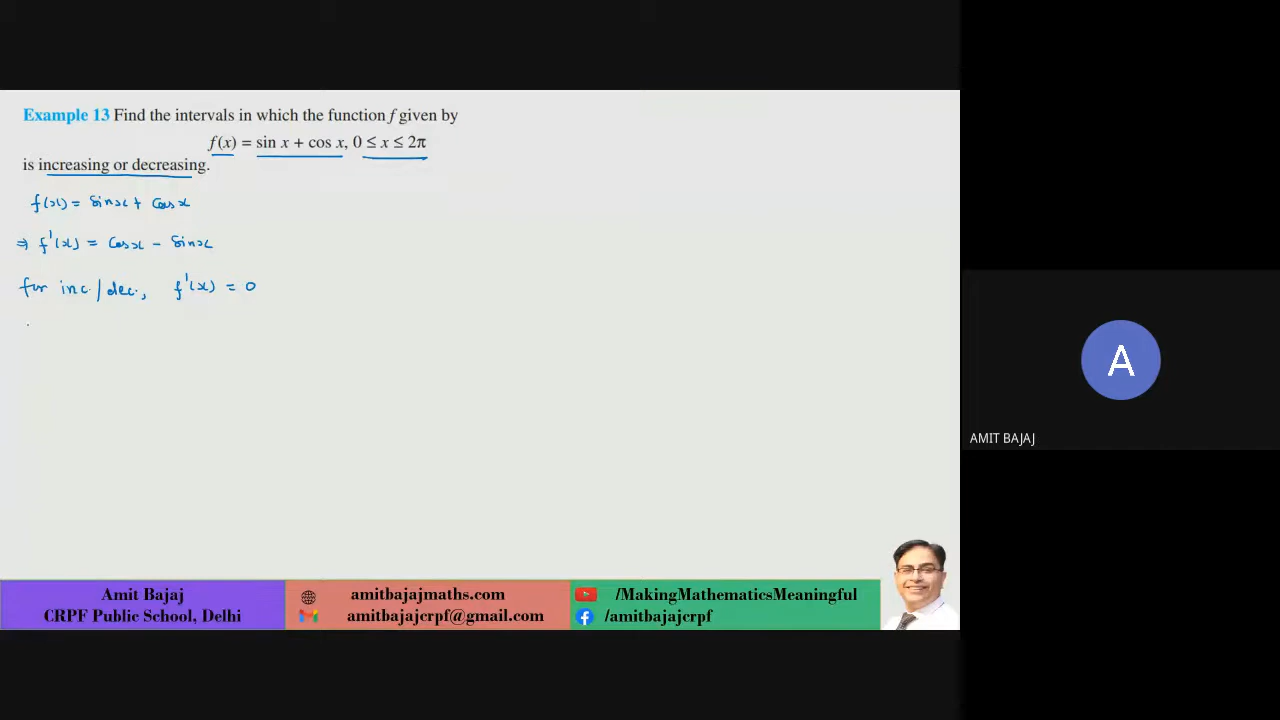 Example 13 Find the intervals in which the function f given by
f(x) = sin x + cos x, 0 ≤ x ≤ 2π
is increasing or decreasing.
f(x) = Sinx + Cosx
⇒ f'(x) = Cosx - Sinx
for inc./dec., f'(x) = 0
A
AMIT BAJAJ
Amit Bajaj
CRPF Public School, Delhi
amitbajajmaths.com
amitbajajcrpf@gmail.com
/MakingMathematicsMeaningful
/amitbajajcrpf